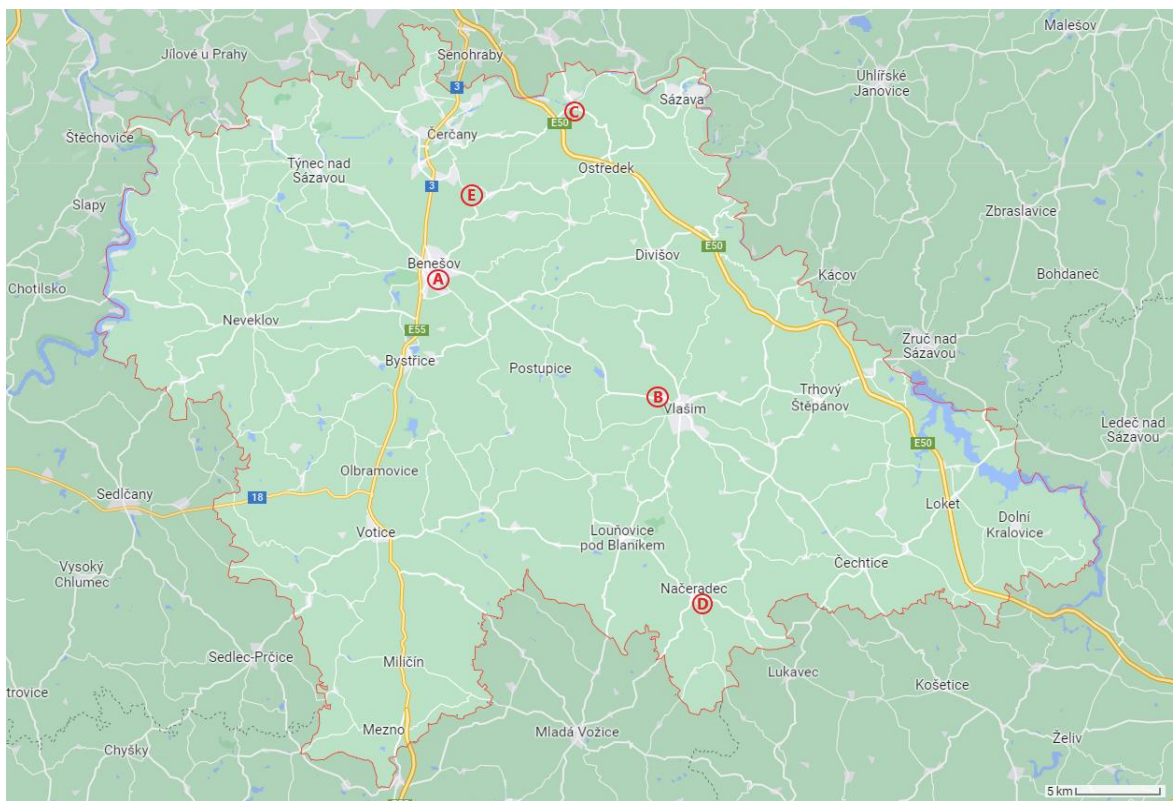 Malešov
Senohraby
Jílové u Prahy
Uhlířské
Janovice
3
Sázava
C
E50
Štěchovice
Čerčany
Týnec nad
Sázavou
Ostředek
3
E
Slapy
Zbraslavice
E50
Divišov
Benešov
A
Kácov
Bohdaneč
Chotilsko
Neveklov
E55
Zruč nad
Sázavou
Bystřice
Postupice
Trhový
Štěpánov
B
Vlašim
Ledeč nad
Sázavou
E50
Olbramovice
Sedlčany
18
Loket
Dolní
Kralovice
Votice
Louňovice
pod Blaníkem
Vysoký
Chlumec
Čechtice
Načeradec
D
Sedlec-Prčice
Miličín
Lukavec
Košetice
trovice
Mezno
Mladá Vožice
Želiv
Chyšky
5 km